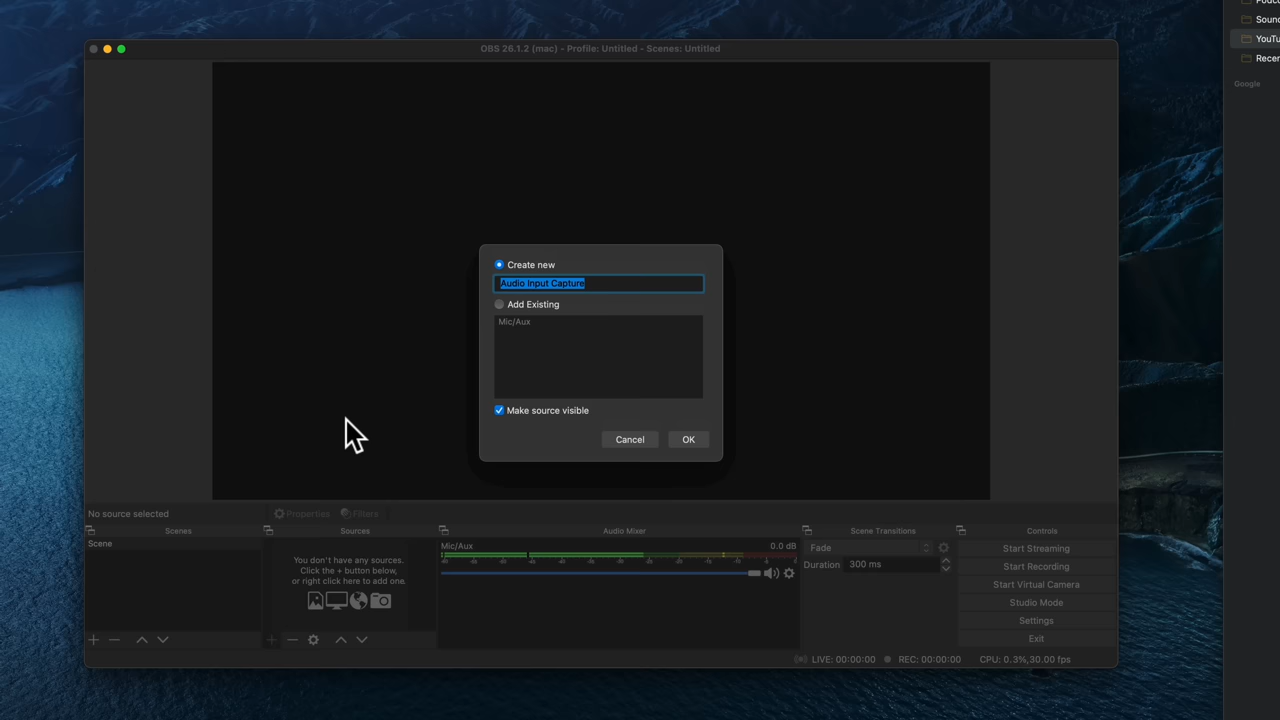 OBS 26.1.2 (mac) - Profile: Untitled - Scenes: Untitled
Create new
Audio Input Capture
Add Existing
Mic/Aux
Make source visible
Cancel
OK
No source selected
Properties
Filters
Scenes
Sources
Audio Mixer
Scene Transitions
Controls
Scene
You don't have any sources.
Click the + button below,
or right click here to add one.
Mic/Aux
0.0 dB
Fade
Duration
300 ms
Start Streaming
Start Recording
Start Virtual Camera
Studio Mode
Settings
Exit
LIVE: 00:00:00
REC: 00:00:00
CPU: 0.3%,30.00 fps
Google